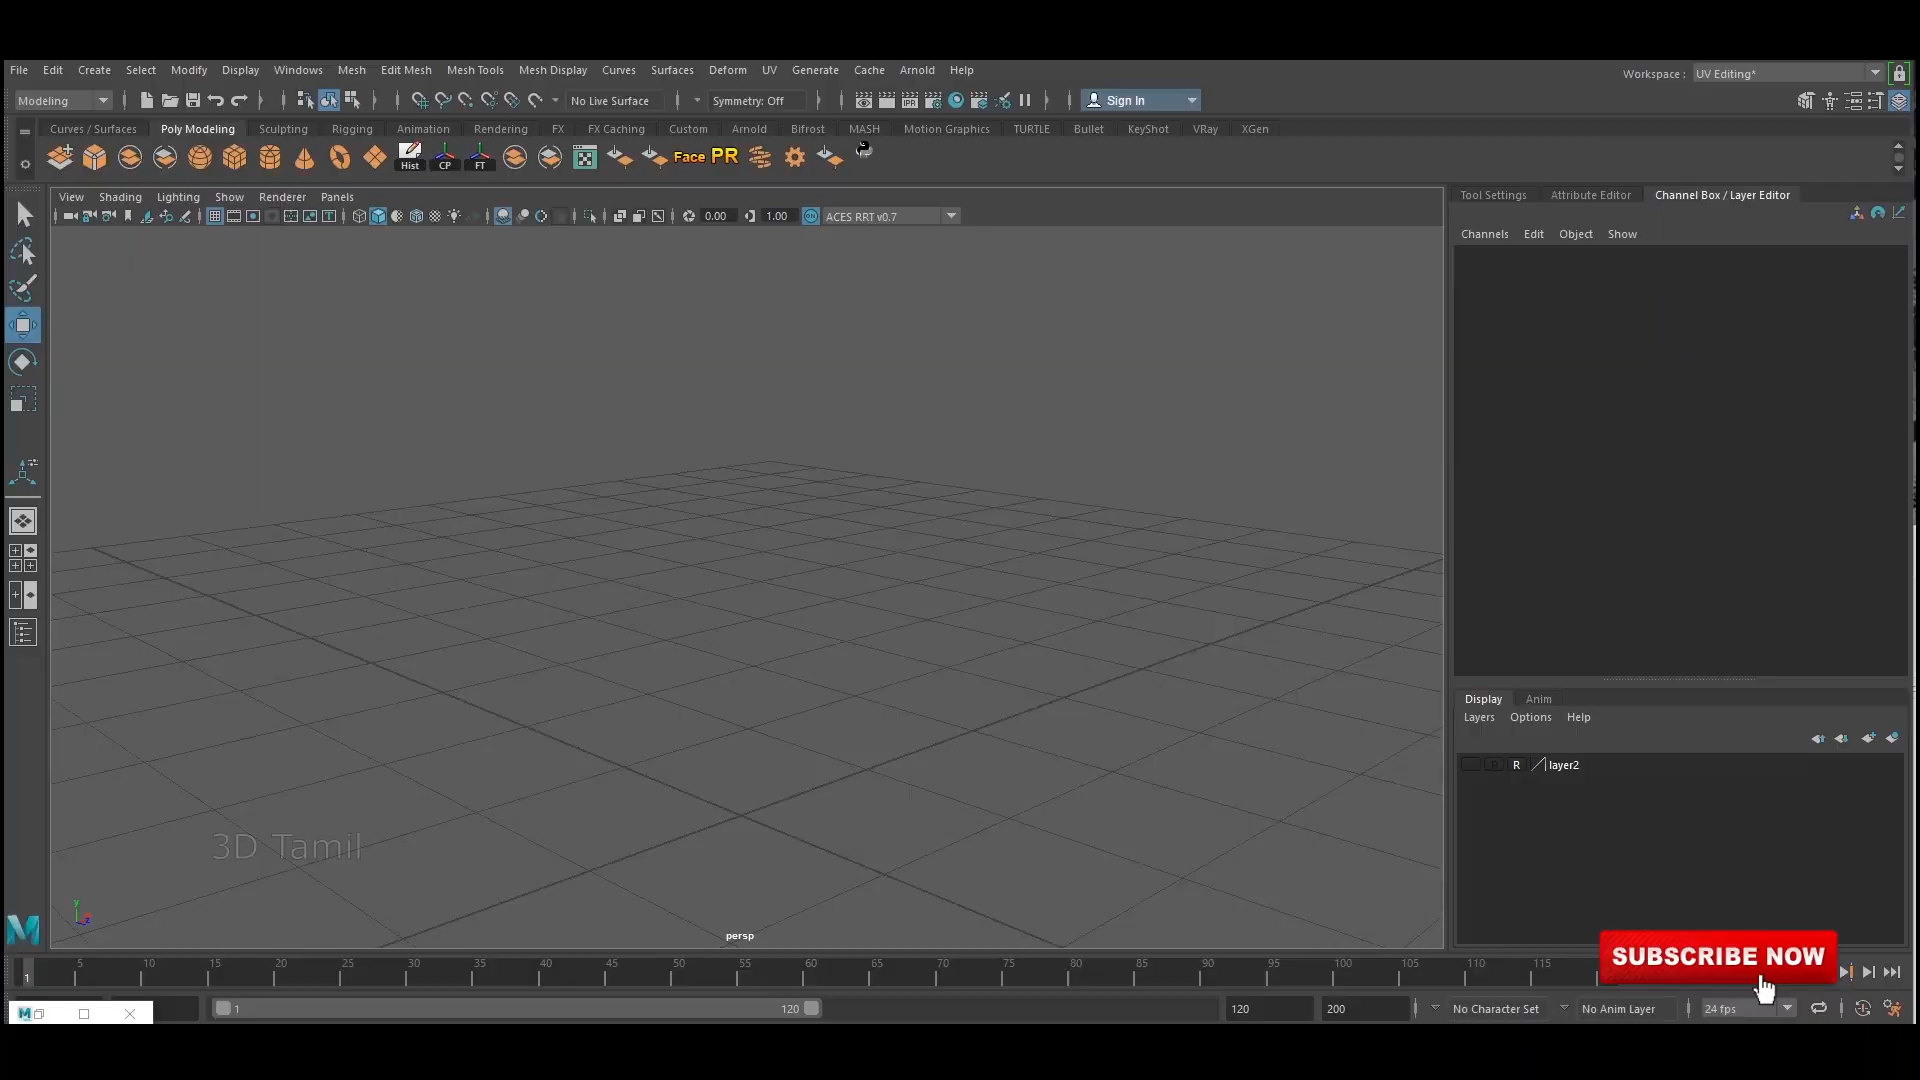 File Edit Create Select Modify Display Windows Mesh Edit Mesh Mesh Tools Mesh Display Curves Surfaces Deform UV Generate Cache Arnold Help
Workspace : UV Editing*
Modeling No Live Surface Symmetry: Off IPR Sign In
Curves / Surfaces Poly Modeling Sculpting Rigging Animation Rendering FX FX Caching Custom Arnold Bifrost MASH Motion Graphics TURTLE Bullet KeyShot VRay XGen
Hist CP FT Face PR
View Shading Lighting Show Renderer Panels
0.00 1.00 ACES RRT v0.7
Tool Settings Attribute Editor Channel Box / Layer Editor
Channels Edit Object Show
Display Anim
Layers Options Help
R layer2
3D Tamil
y
persp
SUBSCRIBE NOW
1 5 10 15 20 25 30 35 40 45 50 55 60 65 70 75 80 85 90 95 100 105 110 115
1 120 120 200 No Character Set No Anim Layer 24 fps